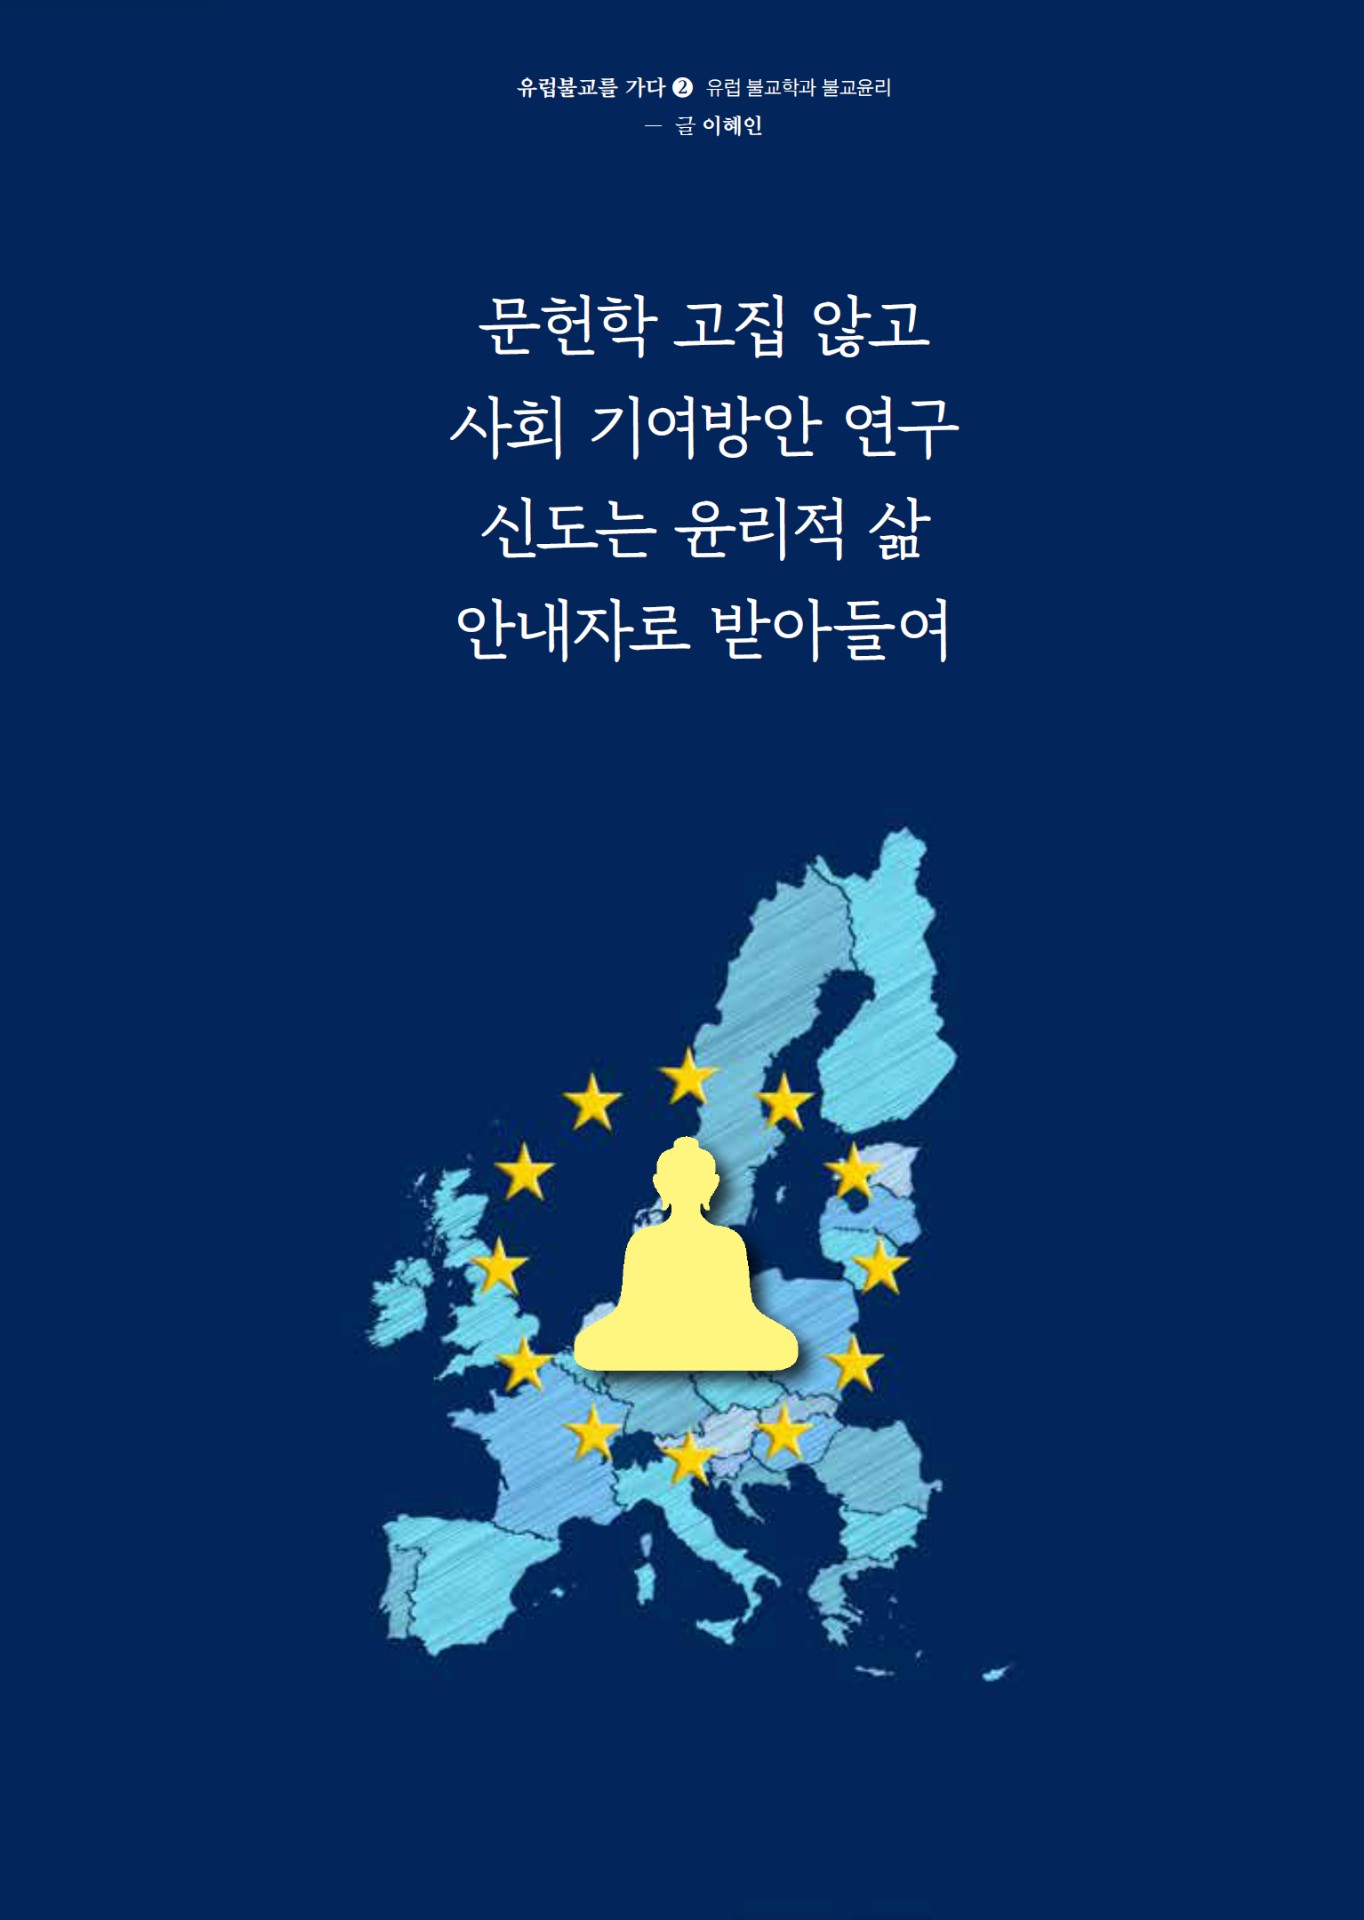 유럽불교를 가다 ❷ 유럽 불교학과 불교윤리
— 글 이혜인
문헌학 고집 않고
사회 기여방안 연구
신도는 윤리적 삶
안내자로 받아들여